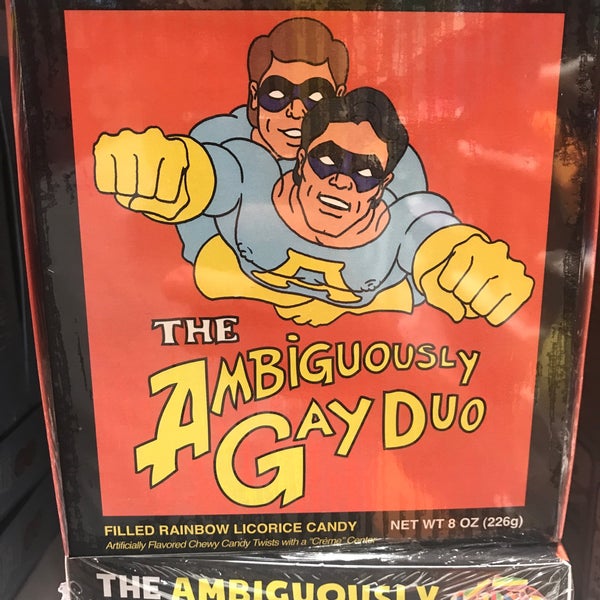 A
THE
AMBiGUOUSLY
GAY DUO
FILLED RAINBOW LICORICE CANDY NET WT 8 OZ (226g)
Artificially Flavored Chewy Candy Twists with a "Crème" Center
THE AMBIGUOUSLY